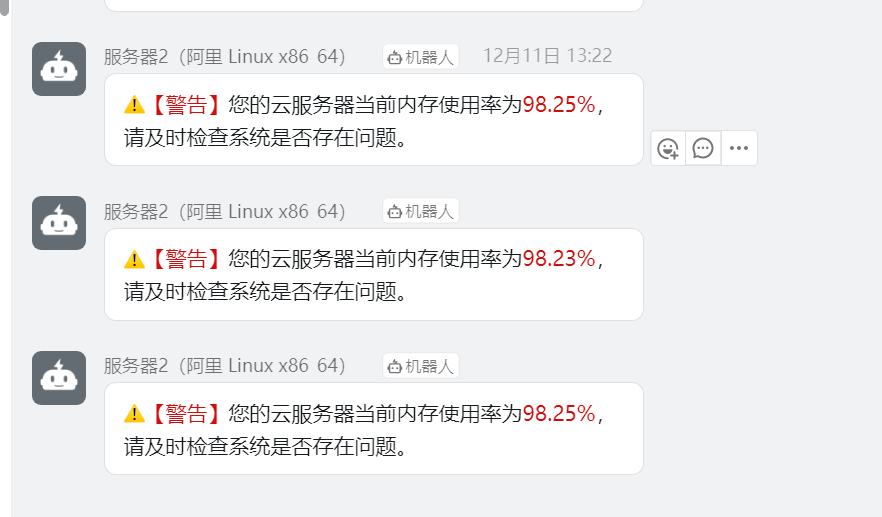 服务器2（阿里 Linux x86 64） 机器人 12月11日 13:22
【警告】您的云服务器当前内存使用率为98.25%，
请及时检查系统是否存在问题。
服务器2（阿里 Linux x86 64） 机器人
【警告】您的云服务器当前内存使用率为98.23%，
请及时检查系统是否存在问题。
服务器2（阿里 Linux x86 64） 机器人
【警告】您的云服务器当前内存使用率为98.25%，
请及时检查系统是否存在问题。